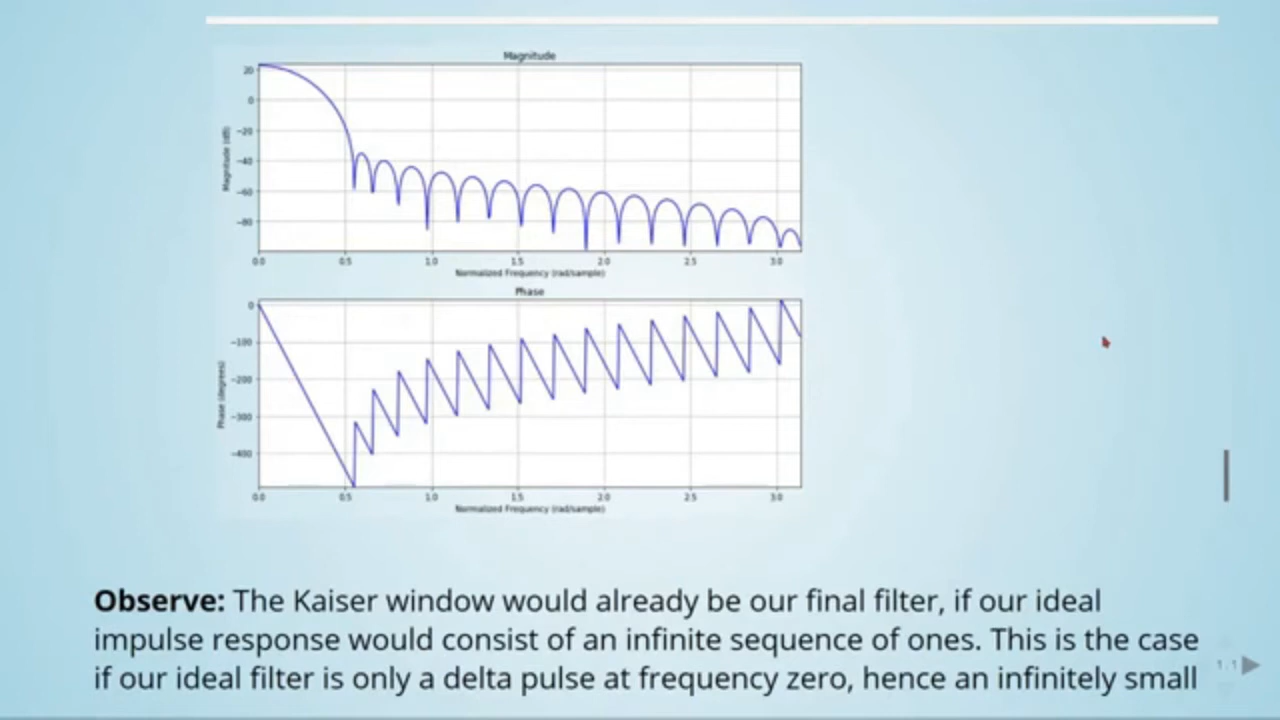 Magnitude
20
0
−20
−40
−60
−80
Magnitude (dB)
0.0 0.5 1.0 1.5 2.0 2.5 3.0
Normalized Frequency (rad/sample)
Phase
0
−100
−200
−300
−400
Phase (degrees)
0.0 0.5 1.0 1.5 2.0 2.5 3.0
Normalized Frequency (rad/sample)
Observe: The Kaiser window would already be our final filter, if our ideal
impulse response would consist of an infinite sequence of ones. This is the case
if our ideal filter is only a delta pulse at frequency zero, hence an infinitely small
1.1